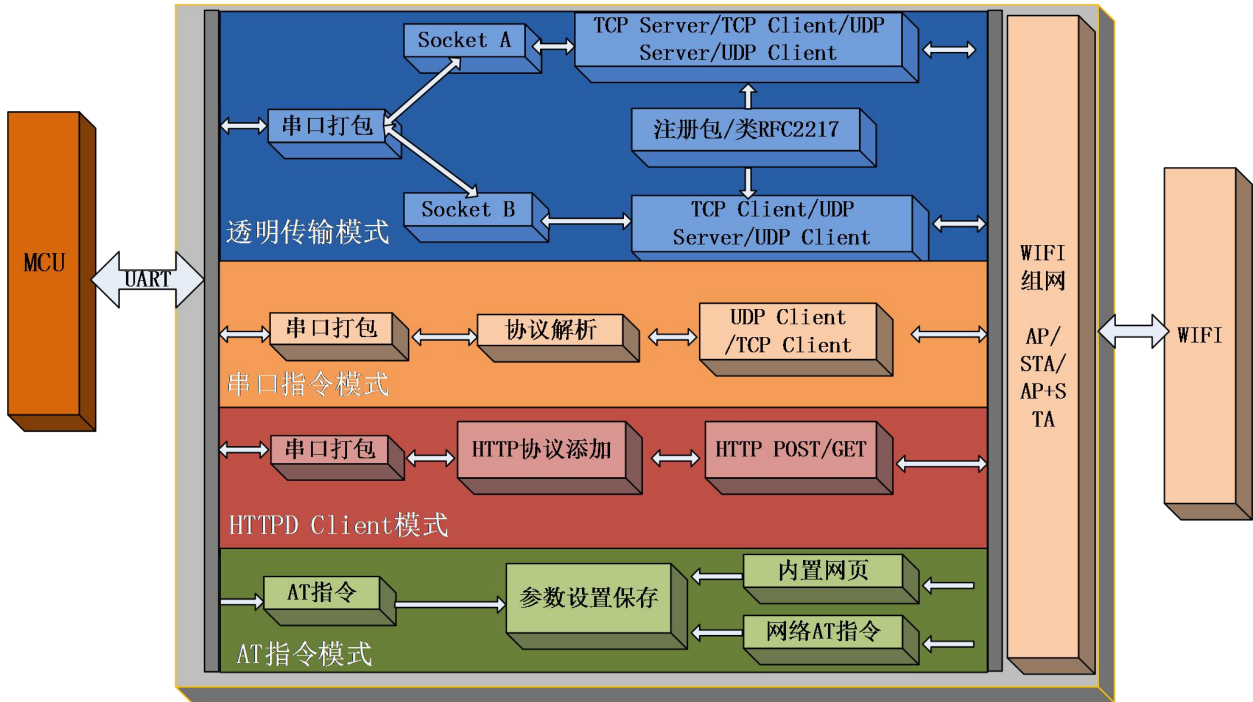 MCU
UART
串口打包
Socket A
TCP Server/TCP Client/UDP
Server/UDP Client
注册包/类RFC2217
Socket B
TCP Client/UDP
Server/UDP Client
透明传输模式
串口打包
协议解析
UDP Client
/TCP Client
串口指令模式
串口打包
HTTP协议添加
HTTP POST/GET
HTTPD Client模式
AT指令
参数设置保存
内置网页
网络AT指令
AT指令模式
WIFI
组网
AP/
STA/
AP+S
TA
WIFI